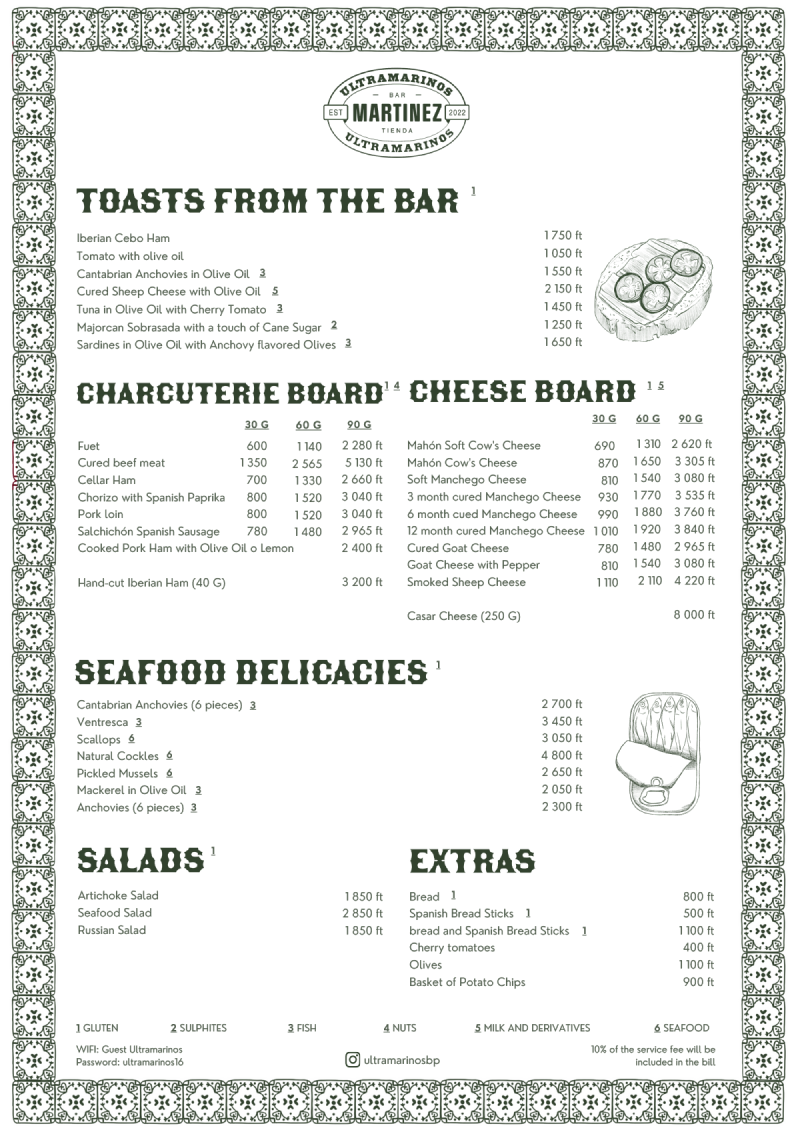 ULTRAMARINOS
BAR
EST MARTINEZ 2022
TIENDA
ULTRAMARINOS
TOASTS FROM THE BAR 1
Iberian Cebo Ham 1 750 ft
Tomato with olive oil 1 050 ft
Cantabrian Anchovies in Olive Oil 3 1 550 ft
Cured Sheep Cheese with Olive Oil 5 2 150 ft
Tuna in Olive Oil with Cherry Tomato 3 1 450 ft
Majorcan Sobrasada with a touch of Cane Sugar 2 1 250 ft
Sardines in Olive Oil with Anchovy flavored Olives 3 1 650 ft
CHARCUTERIE BOARD 1 4
30 G 60 G 90 G
Fuet 600 1 140 2 280 ft
Cured beef meat 1 350 2 565 5 130 ft
Cellar Ham 700 1 330 2 660 ft
Chorizo with Spanish Paprika 800 1 520 3 040 ft
Pork loin 800 1 520 3 040 ft
Salchichón Spanish Sausage 780 1 480 2 965 ft
Cooked Pork Ham with Olive Oil o Lemon 2 400 ft
Hand-cut Iberian Ham (40 G) 3 200 ft
CHEESE BOARD 1 5
30 G 60 G 90 G
Mahón Soft Cow's Cheese 690 1 310 2 620 ft
Mahón Cow's Cheese 870 1 650 3 305 ft
Soft Manchego Cheese 810 1 540 3 080 ft
3 month cured Manchego Cheese 930 1 770 3 535 ft
6 month cued Manchego Cheese 990 1 880 3 760 ft
12 month cured Manchego Cheese 1 010 1 920 3 840 ft
Cured Goat Cheese 780 1 480 2 965 ft
Goat Cheese with Pepper 810 1 540 3 080 ft
Smoked Sheep Cheese 1 110 2 110 4 220 ft
Casar Cheese (250 G) 8 000 ft
SEAFOOD DELICACIES 1
Cantabrian Anchovies (6 pieces) 3 2 700 ft
Ventresca 3 3 450 ft
Scallops 6 3 050 ft
Natural Cockles 6 4 800 ft
Pickled Mussels 6 2 650 ft
Mackerel in Olive Oil 3 2 050 ft
Anchovies (6 pieces) 3 2 300 ft
SALADS 1
Artichoke Salad 1 850 ft
Seafood Salad 2 850 ft
Russian Salad 1 850 ft
EXTRAS
Bread 1 800 ft
Spanish Bread Sticks 1 500 ft
bread and Spanish Bread Sticks 1 1 100 ft
Cherry tomatoes 400 ft
Olives 1 100 ft
Basket of Potato Chips 900 ft
1 GLUTEN 2 SULPHITES 3 FISH 4 NUTS 5 MILK AND DERIVATIVES 6 SEAFOOD
WIFI: Guest Ultramarinos
Password: ultramarinos16
ultramarinosbp
10% of the service fee will be
included in the bill